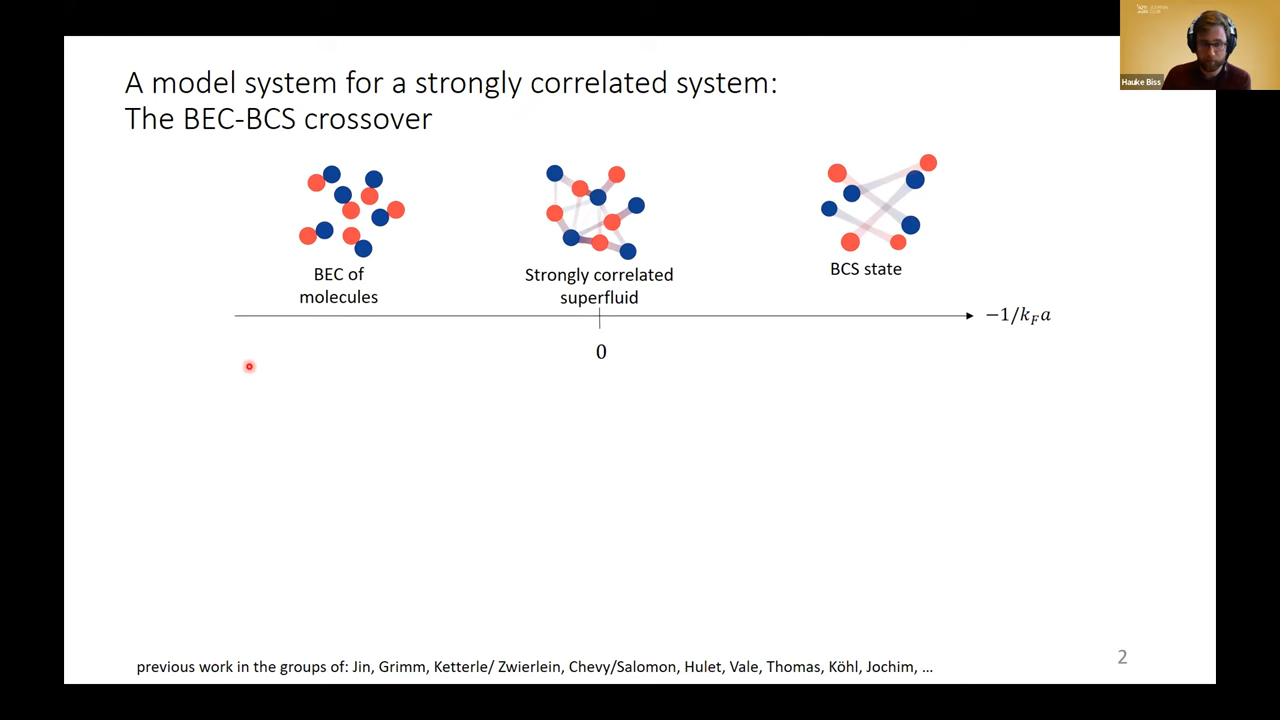 A model system for a strongly correlated system:
The BEC-BCS crossover
BEC of
molecules
Strongly correlated
superfluid
BCS state
−1/k_F a
0
previous work in the groups of: Jin, Grimm, Ketterle/ Zwierlein, Chevy/Salomon, Hulet, Vale, Thomas, Köhl, Jochim, ...
2
Hauke Biss